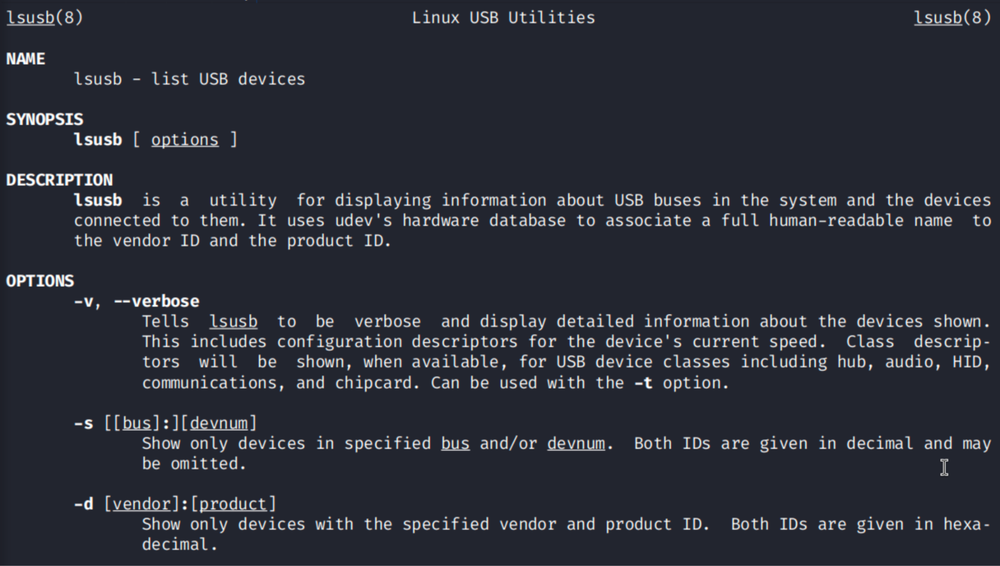 lsusb(8) Linux USB Utilities lsusb(8)
NAME
lsusb - list USB devices
SYNOPSIS
lsusb [ options ]
DESCRIPTION
lsusb is a utility for displaying information about USB buses in the system and the devices
connected to them. It uses udev's hardware database to associate a full human-readable name to
the vendor ID and the product ID.
OPTIONS
-v, --verbose
Tells lsusb to be verbose and display detailed information about the devices shown.
This includes configuration descriptors for the device's current speed. Class descrip-
tors will be shown, when available, for USB device classes including hub, audio, HID,
communications, and chipcard. Can be used with the -t option.
-s [[bus]:][devnum]
Show only devices in specified bus and/or devnum. Both IDs are given in decimal and may
be omitted.
-d [vendor]:[product]
Show only devices with the specified vendor and product ID. Both IDs are given in hexa-
decimal.